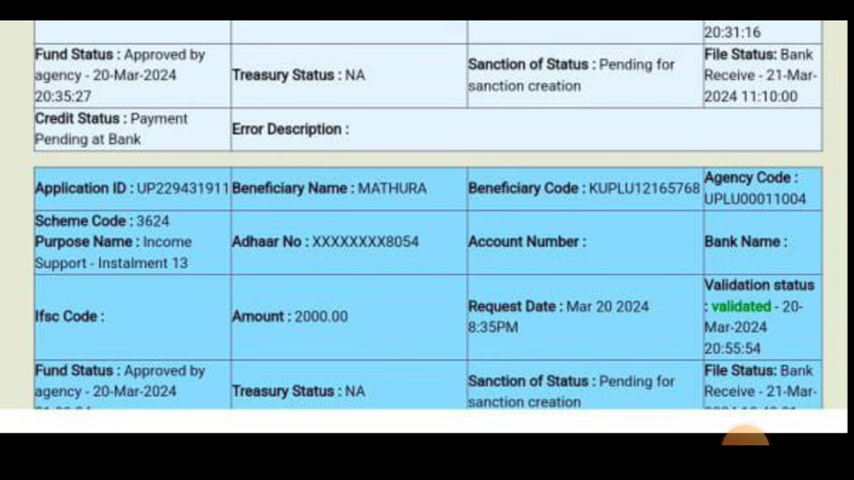 20:31:16
Fund Status : Approved by
agency - 20-Mar-2024
20:35:27
Treasury Status : NA
Sanction of Status : Pending for
sanction creation
File Status: Bank
Receive - 21-Mar-
2024 11:10:00
Credit Status : Payment
Pending at Bank
Error Description :
Application ID : UP229431911
Beneficiary Name : MATHURA
Beneficiary Code : KUPLU12165768
Agency Code :
UPLU00011004
Scheme Code : 3624
Purpose Name : Income
Support - Instalment 13
Adhaar No : XXXXXXXX8054
Account Number :
Bank Name :
Ifsc Code :
Amount : 2000.00
Request Date : Mar 20 2024
8:35PM
Validation status
: validated - 20-
Mar-2024
20:55:54
Fund Status : Approved by
agency - 20-Mar-2024
Treasury Status : NA
Sanction of Status : Pending for
sanction creation
File Status: Bank
Receive - 21-Mar-